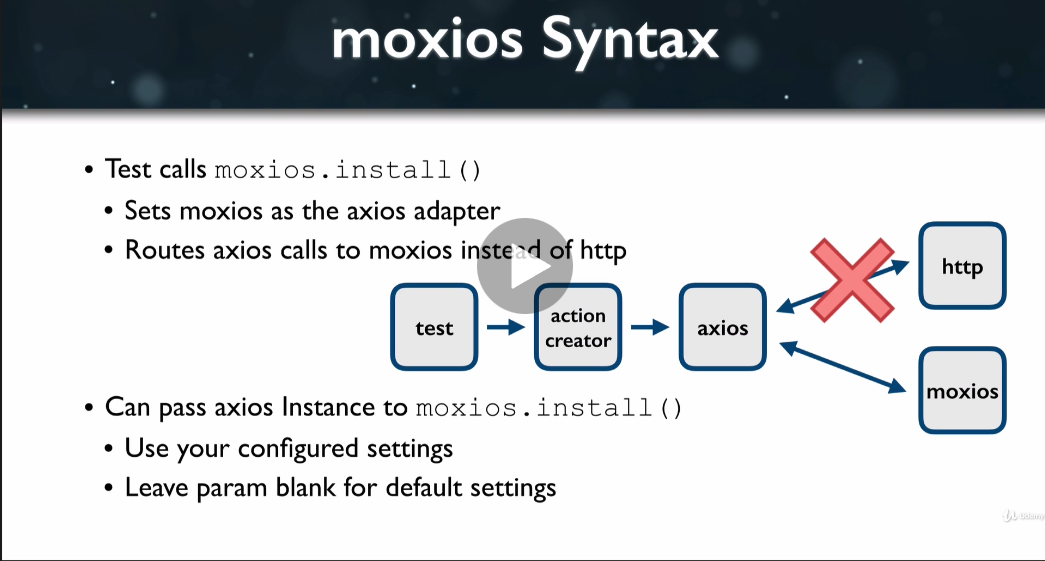 moxios Syntax
• Test calls moxios.install()
• Sets moxios as the axios adapter
• Routes axios calls to moxios instead of http
http
test
action
creator
axios
moxios
• Can pass axios Instance to moxios.install()
• Use your configured settings
• Leave param blank for default settings
Udemy